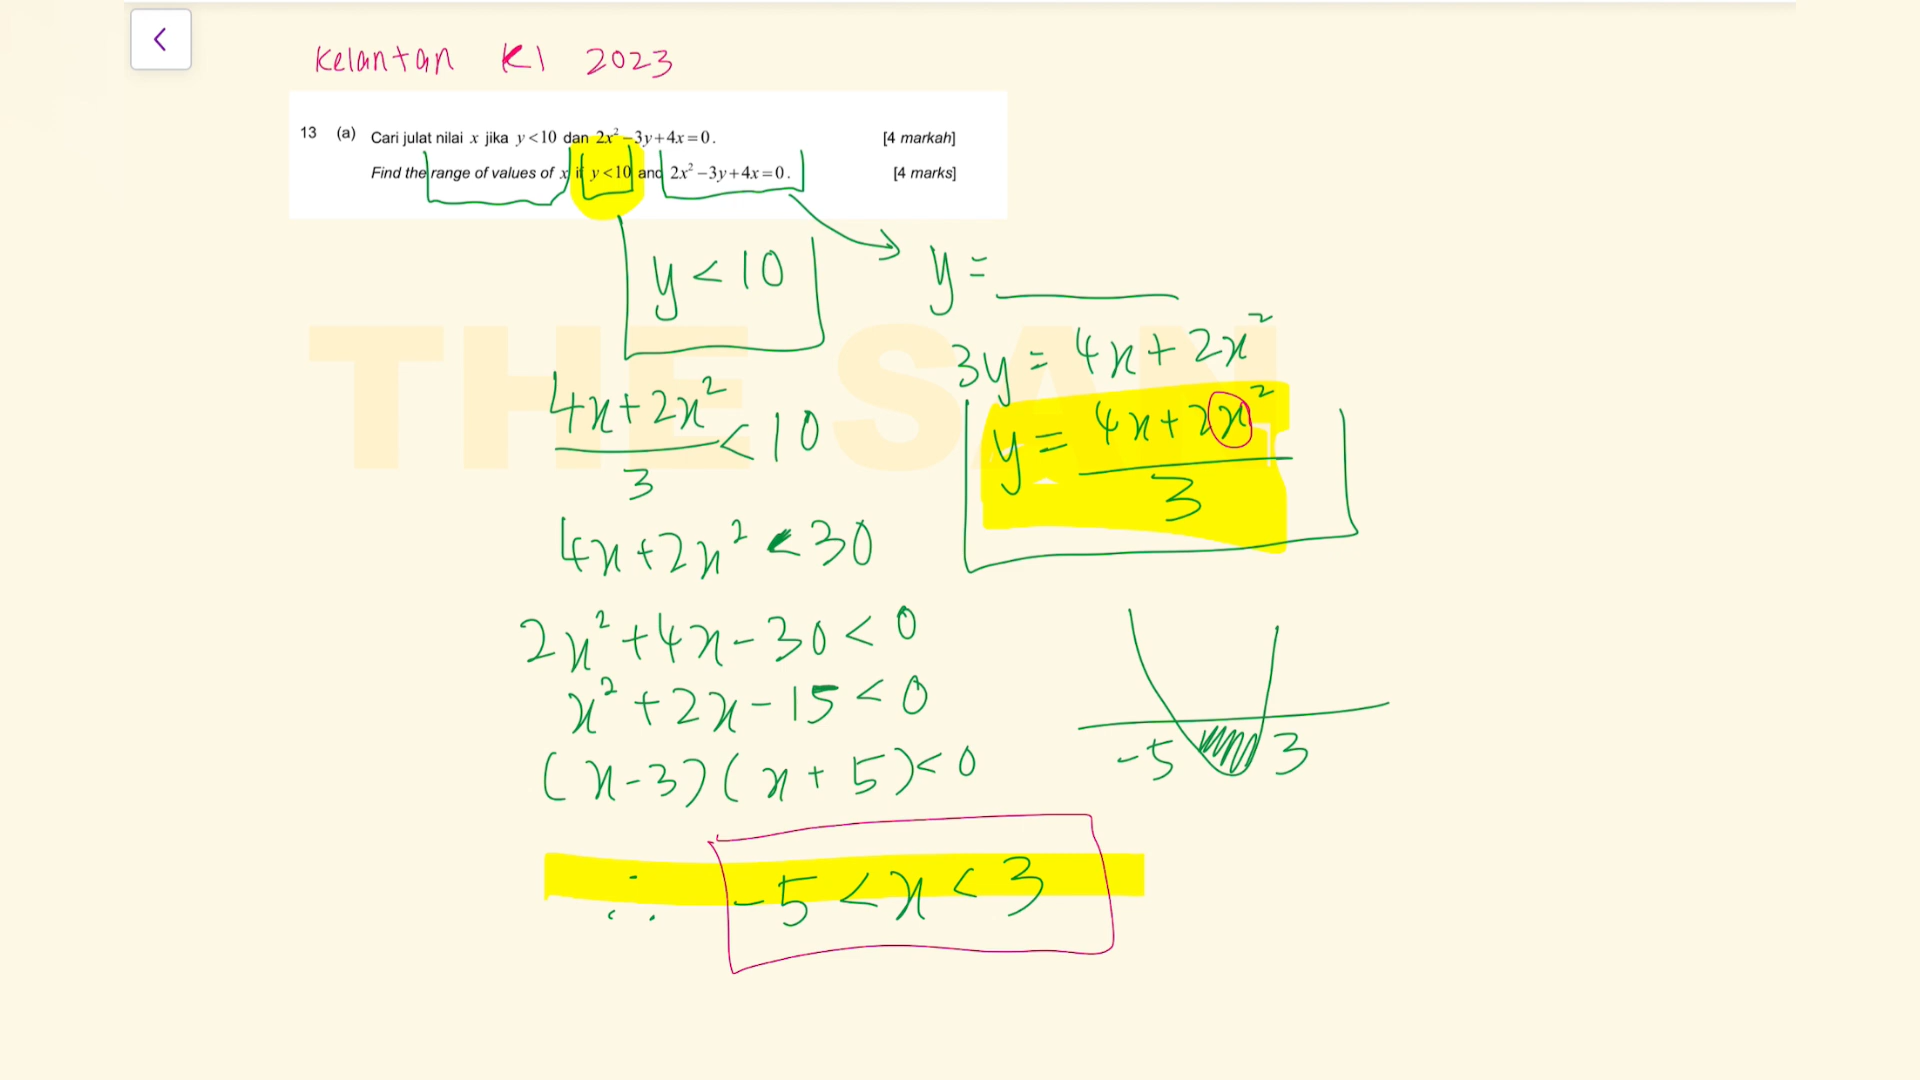 Kelantan K1 2023
13 (a) Cari julat nilai x jika y<10 dan 2x²−3y+4x=0. [4 markah]
Find the range of values of x if y<10 and 2x²−3y+4x=0. [4 marks]
y < 10
y =
3y = 4x + 2x²
THE SAN
y = (4x + 2x²)/3
(4x + 2x²)/3 < 10
4x + 2x² < 30
2x² + 4x − 30 < 0
x² + 2x − 15 < 0
(x − 3)(x + 5) < 0
−5 3
∴ −5 < x < 3